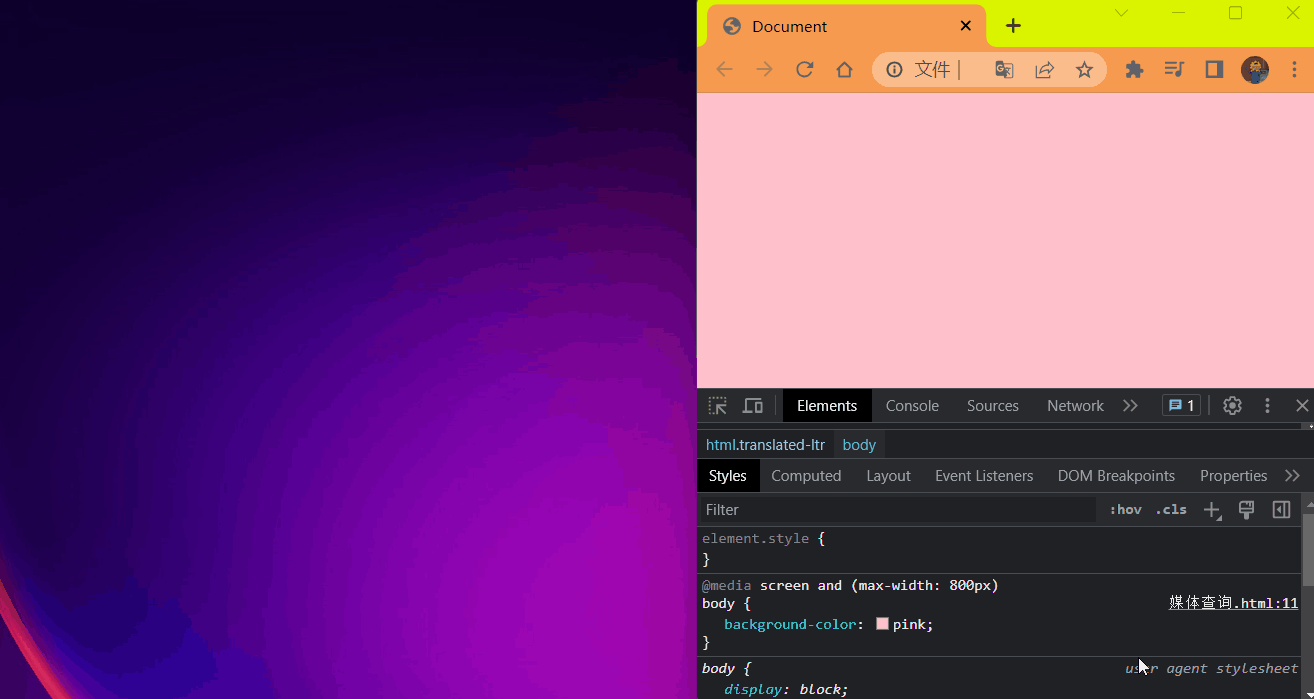 Document
文件
Elements Console Sources Network 1
html.translated-ltr body
Styles Computed Layout Event Listeners DOM Breakpoints Properties
Filter :hov .cls
element.style {
}
@media screen and (max-width: 800px)
body { 媒体查询.html:11
background-color: pink;
}
body { user agent stylesheet
display: block;